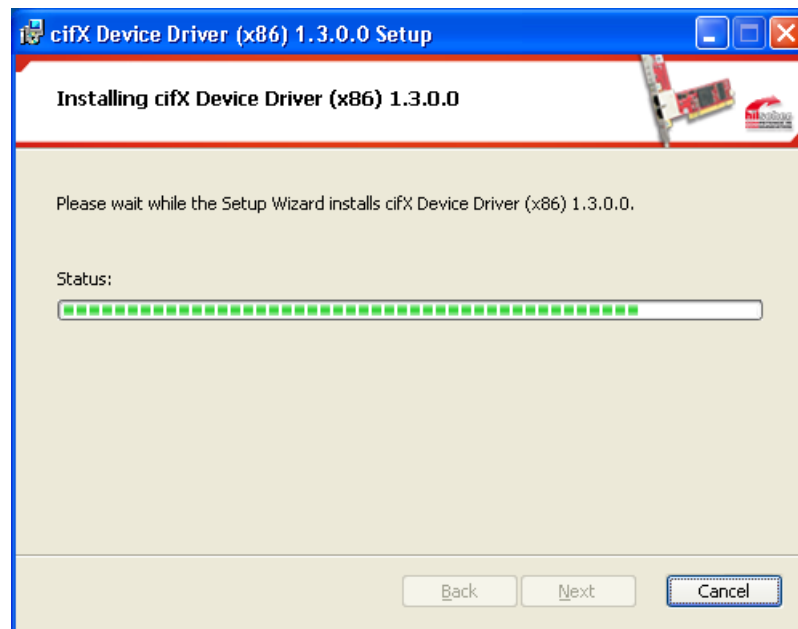 cifX Device Driver (x86) 1.3.0.0 Setup
Installing cifX Device Driver (x86) 1.3.0.0
hilscher
Please wait while the Setup Wizard installs cifX Device Driver (x86) 1.3.0.0.
Status:
Back
Next
Cancel